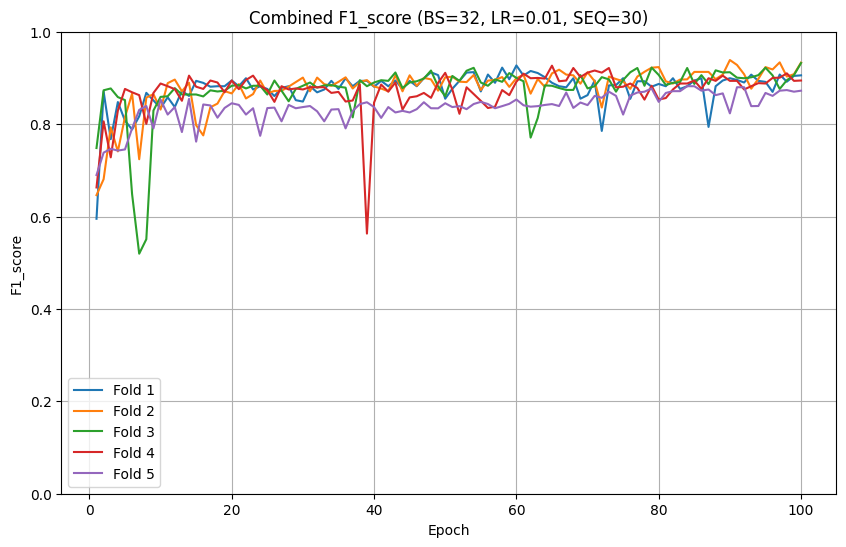 Combined F1_score (BS=32, LR=0.01, SEQ=30)
1.0
0.8
0.6
0.4
0.2
0.0
F1_score
Fold 1
Fold 2
Fold 3
Fold 4
Fold 5
0 20 40 60 80 100
Epoch